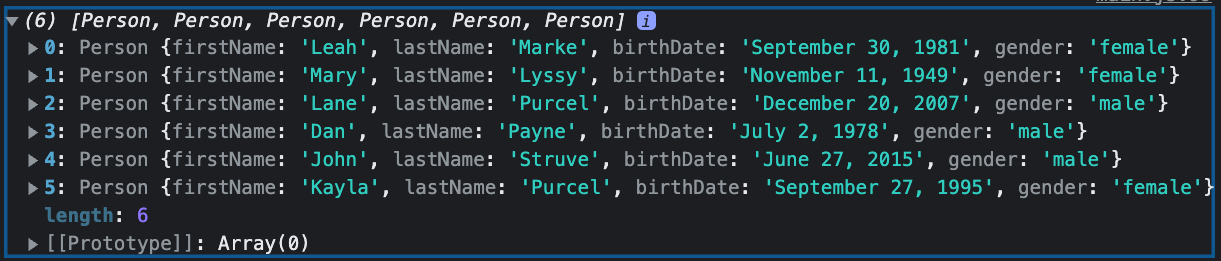 (6) [Person, Person, Person, Person, Person, Person] i
0: Person {firstName: 'Leah', lastName: 'Marke', birthDate: 'September 30, 1981', gender: 'female'}
1: Person {firstName: 'Mary', lastName: 'Lyssy', birthDate: 'November 11, 1949', gender: 'female'}
2: Person {firstName: 'Lane', lastName: 'Purcel', birthDate: 'December 20, 2007', gender: 'male'}
3: Person {firstName: 'Dan', lastName: 'Payne', birthDate: 'July 2, 1978', gender: 'male'}
4: Person {firstName: 'John', lastName: 'Struve', birthDate: 'June 27, 2015', gender: 'male'}
5: Person {firstName: 'Kayla', lastName: 'Purcel', birthDate: 'September 27, 1995', gender: 'female'}
length: 6
[[Prototype]]: Array(0)